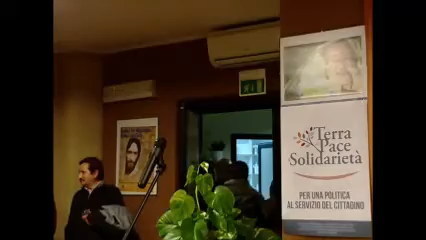 Terra
Pace
Solidarietà
PER UNA POLITICA
AL SERVIZIO DEL CITTADINO